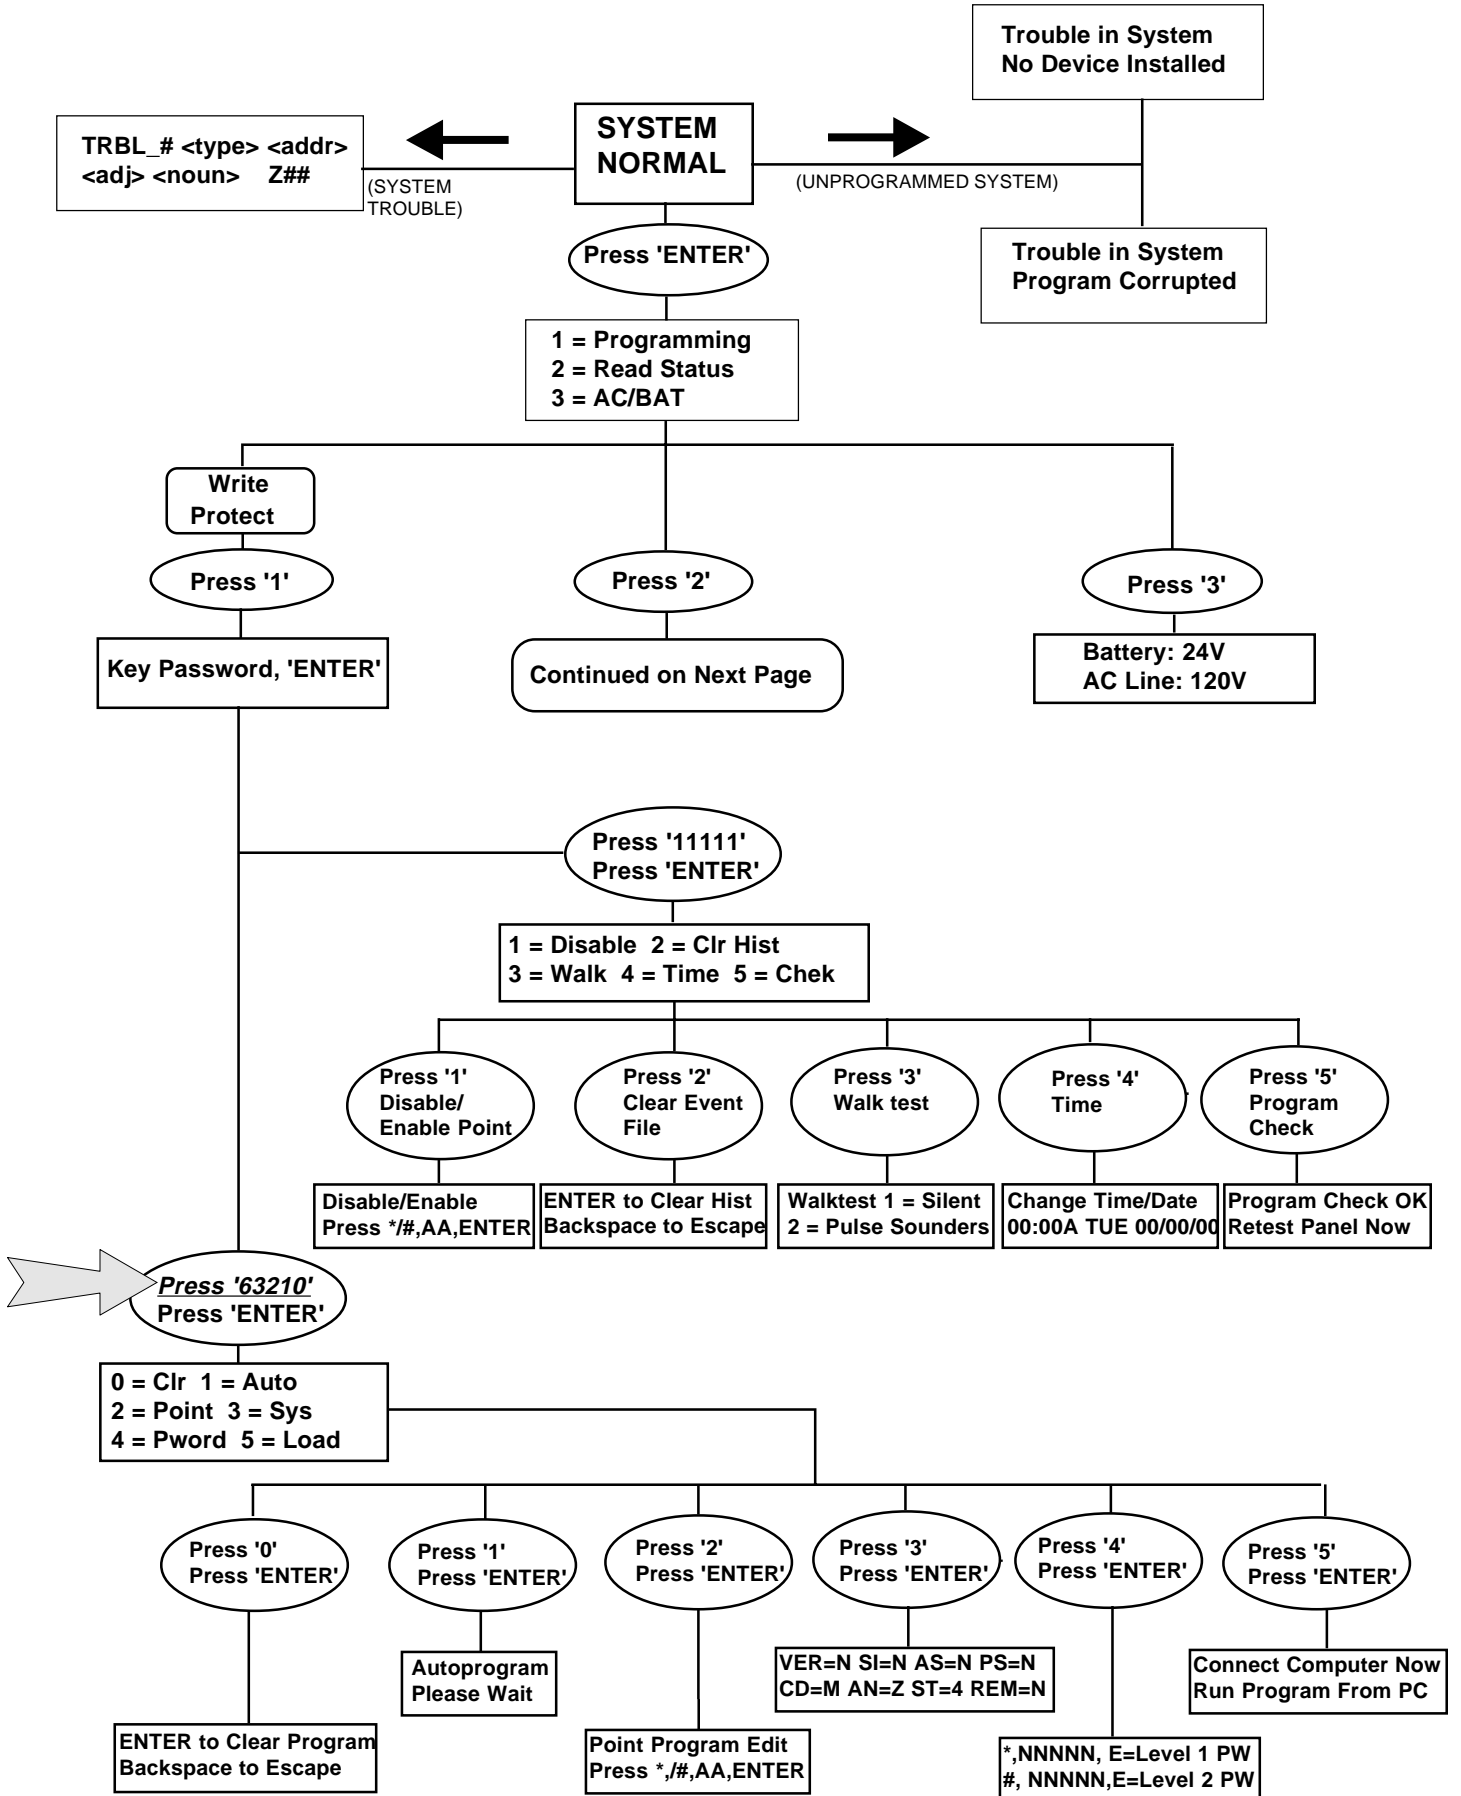 Trouble in System
No Device Installed
TRBL_# <type> <addr>
<adj> <noun> Z##
SYSTEM
NORMAL
(SYSTEM
TROUBLE)
(UNPROGRAMMED SYSTEM)
Trouble in System
Program Corrupted
Press 'ENTER'
1 = Programming
2 = Read Status
3 = AC/BAT
Write
Protect
Press '1'
Press '2'
Press '3'
Key Password, 'ENTER'
Continued on Next Page
Battery: 24V
AC Line: 120V
Press '11111'
Press 'ENTER'
1 = Disable 2 = Clr Hist
3 = Walk 4 = Time 5 = Chek
Press '1'
Disable/
Enable Point
Press '2'
Clear Event
File
Press '3'
Walk test
Press '4'
Time
Press '5'
Program
Check
Disable/Enable
Press */#,AA,ENTER
ENTER to Clear Hist
Backspace to Escape
Walktest 1 = Silent
2 = Pulse Sounders
Change Time/Date
00:00A TUE 00/00/00
Program Check OK
Retest Panel Now
Press '63210'
Press 'ENTER'
0 = Clr 1 = Auto
2 = Point 3 = Sys
4 = Pword 5 = Load
Press '0'
Press 'ENTER'
Press '1'
Press 'ENTER'
Press '2'
Press 'ENTER'
Press '3'
Press 'ENTER'
Press '4'
Press 'ENTER'
Press '5'
Press 'ENTER'
ENTER to Clear Program
Backspace to Escape
Autoprogram
Please Wait
Point Program Edit
Press *,/#,AA,ENTER
VER=N SI=N AS=N PS=N
CD=M AN=Z ST=4 REM=N
*,NNNNN, E=Level 1 PW
#, NNNNN,E=Level 2 PW
Connect Computer Now
Run Program From PC